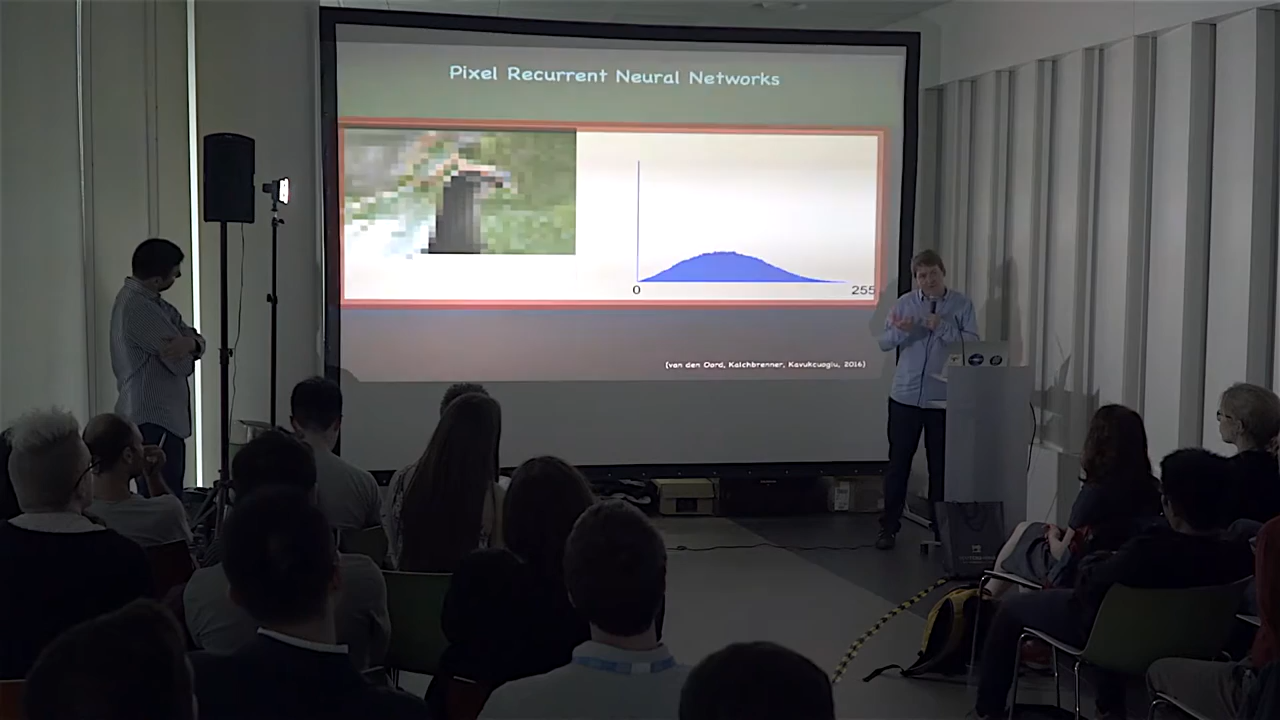 Pixel Recurrent Neural Networks
0
255
(van den Oord, Kalchbrenner, Kavukcuoglu, 2016)